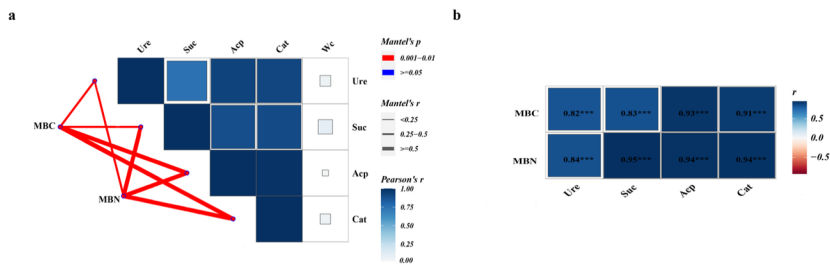 a
Ure
Suc
Acp
Cat
Wc
Ure
Suc
Acp
Cat
MBC
MBN
Mantel's p
0.001−0.01
>=0.05
Mantel's r
<0.25
0.25−0.5
>=0.5
Pearson's r
1.00
0.75
0.50
0.25
0.00
b
MBC
0.82***
0.83***
0.93***
0.91***
MBN
0.84***
0.95***
0.94***
0.94***
Ure
Suc
Acp
Cat
r
0.5
0.0
−0.5
−1.0